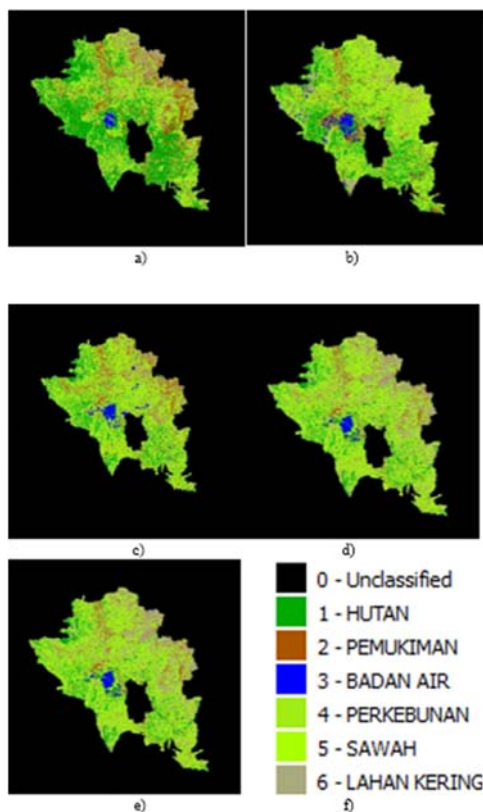 a)
b)
c)
d)
0 - Unclassified
1 - HUTAN
2 - PEMUKIMAN
3 - BADAN AIR
4 - PERKEBUNAN
5 - SAWAH
6 - LAHAN KERING
e)
f)